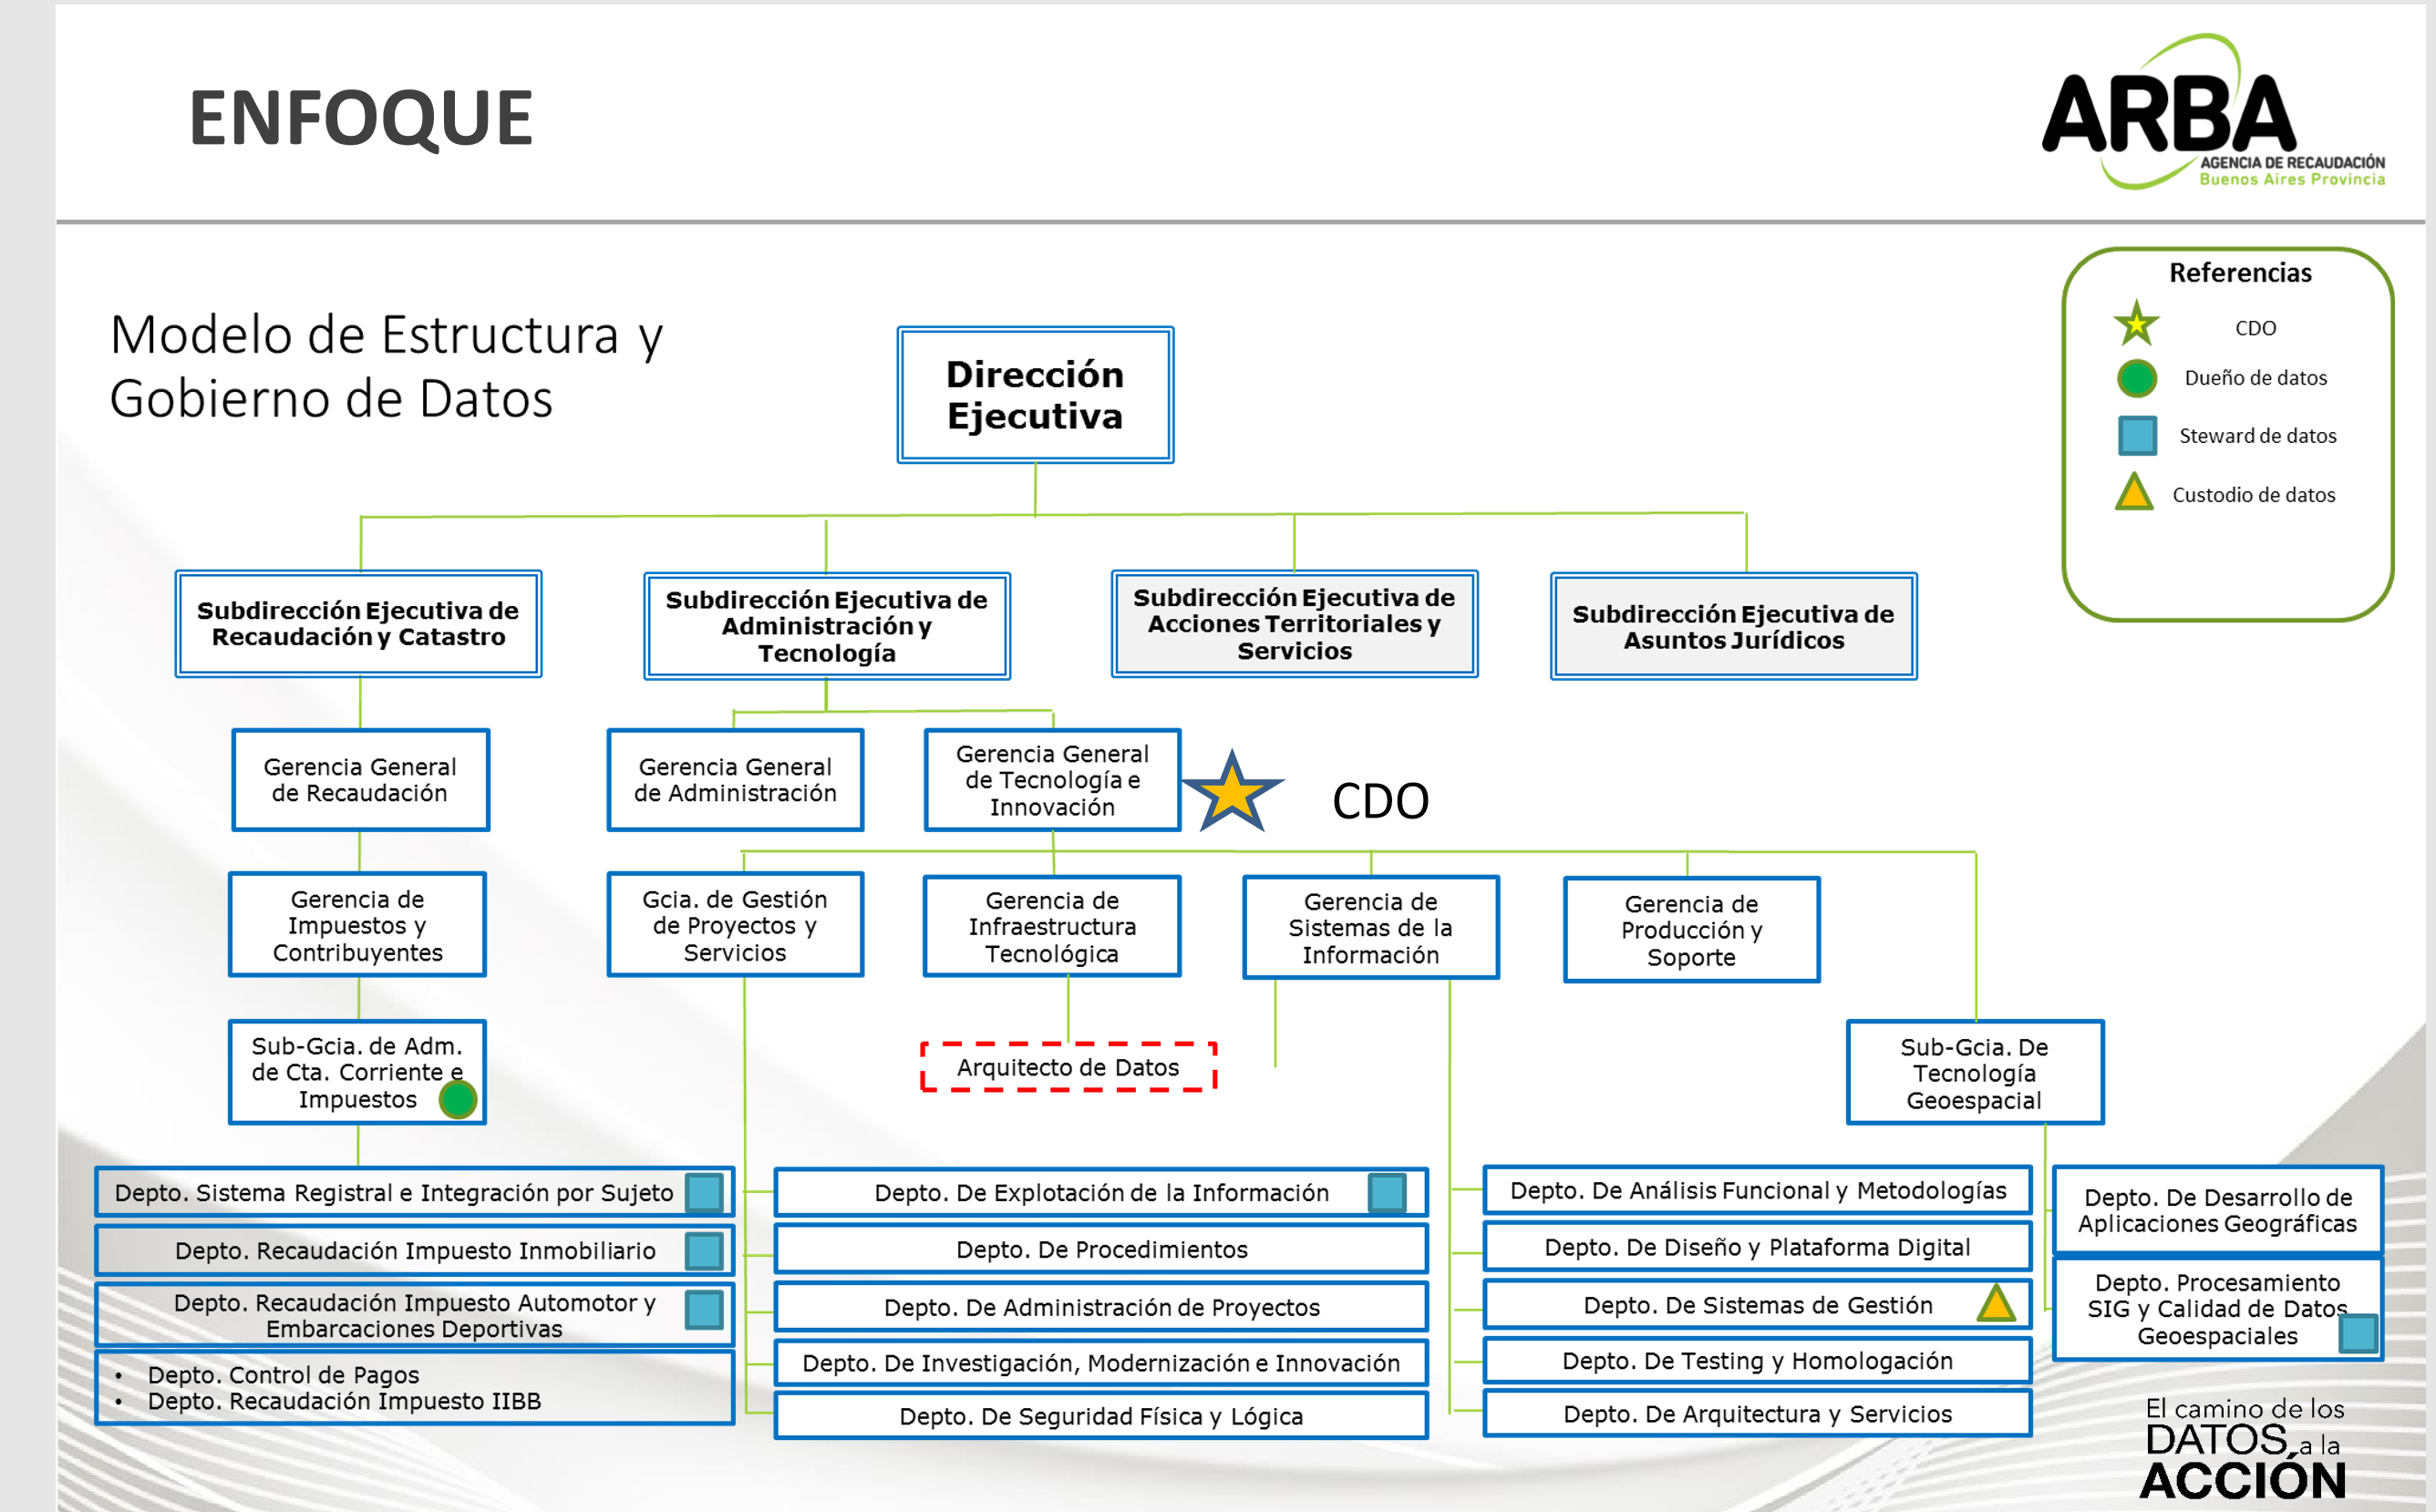 ENFOQUE
ARBA
AGENCIA DE RECAUDACIÓN
Buenos Aires Provincia
Referencias
CDO
Dueño de datos
Steward de datos
Custodio de datos
Modelo de Estructura y
Gobierno de Datos
Dirección
Ejecutiva
Subdirección Ejecutiva de
Recaudación y Catastro
Subdirección Ejecutiva de
Administración y
Tecnología
Subdirección Ejecutiva de
Acciones Territoriales y
Servicios
Subdirección Ejecutiva de
Asuntos Jurídicos
Gerencia General
de Recaudación
Gerencia General
de Administración
Gerencia General
de Tecnología e
Innovación
CDO
Gerencia de
Impuestos y
Contribuyentes
Gcia. de Gestión
de Proyectos y
Servicios
Gerencia de
Infraestructura
Tecnológica
Gerencia de
Sistemas de la
Información
Gerencia de
Producción y
Soporte
Sub-Gcia. de Adm.
de Cta. Corriente e
Impuestos
Arquitecto de Datos
Sub-Gcia. De
Tecnología
Geoespacial
Depto. Sistema Registral e Integración por Sujeto
Depto. Recaudación Impuesto Inmobiliario
Depto. Recaudación Impuesto Automotor y
Embarcaciones Deportivas
• Depto. Control de Pagos
• Depto. Recaudación Impuesto IIBB
Depto. De Explotación de la Información
Depto. De Procedimientos
Depto. De Administración de Proyectos
Depto. De Investigación, Modernización e Innovación
Depto. De Seguridad Física y Lógica
Depto. De Análisis Funcional y Metodologías
Depto. De Diseño y Plataforma Digital
Depto. De Sistemas de Gestión
Depto. De Testing y Homologación
Depto. De Arquitectura y Servicios
Depto. De Desarrollo de
Aplicaciones Geográficas
Depto. Procesamiento
SIG y Calidad de Datos
Geoespaciales
El camino de los
DATOS a la
ACCIÓN